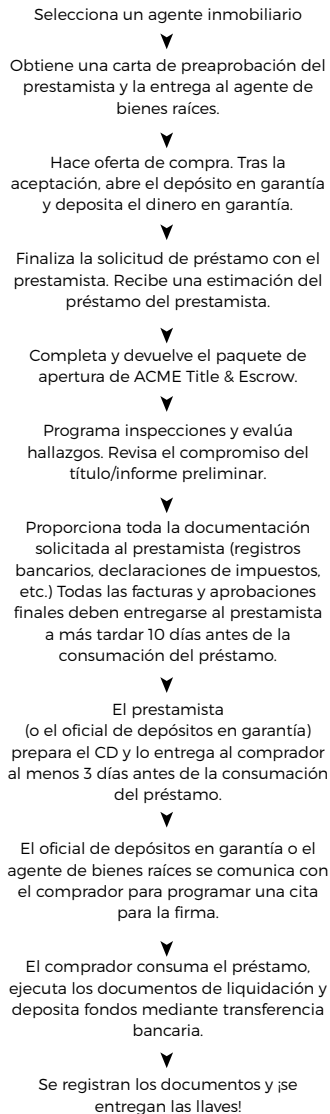 Selecciona un agente inmobiliario
Obtiene una carta de preaprobación del
prestamista y la entrega al agente de
bienes raíces.
Hace oferta de compra. Tras la
aceptación, abre el depósito en garantía
y deposita el dinero en garantía.
Finaliza la solicitud de préstamo con el
prestamista. Recibe una estimación del
préstamo del prestamista.
Completa y devuelve el paquete de
apertura de ACME Title & Escrow.
Programa inspecciones y evalúa
hallazgos. Revisa el compromiso del
título/informe preliminar.
Proporciona toda la documentación
solicitada al prestamista (registros
bancarios, declaraciones de impuestos,
etc.) Todas las facturas y aprobaciones
finales deben entregarse al prestamista
a más tardar 10 días antes de la
consumación del préstamo.
El prestamista
(o el oficial de depósitos en garantía)
prepara el CD y lo entrega al comprador
al menos 3 días antes de la consumación
del préstamo.
El oficial de depósitos en garantía o el
agente de bienes raíces se comunica con
el comprador para programar una cita
para la firma.
El comprador consuma el préstamo,
ejecuta los documentos de liquidación y
deposita fondos mediante transferencia
bancaria.
Se registran los documentos y ¡se
entregan las llaves!